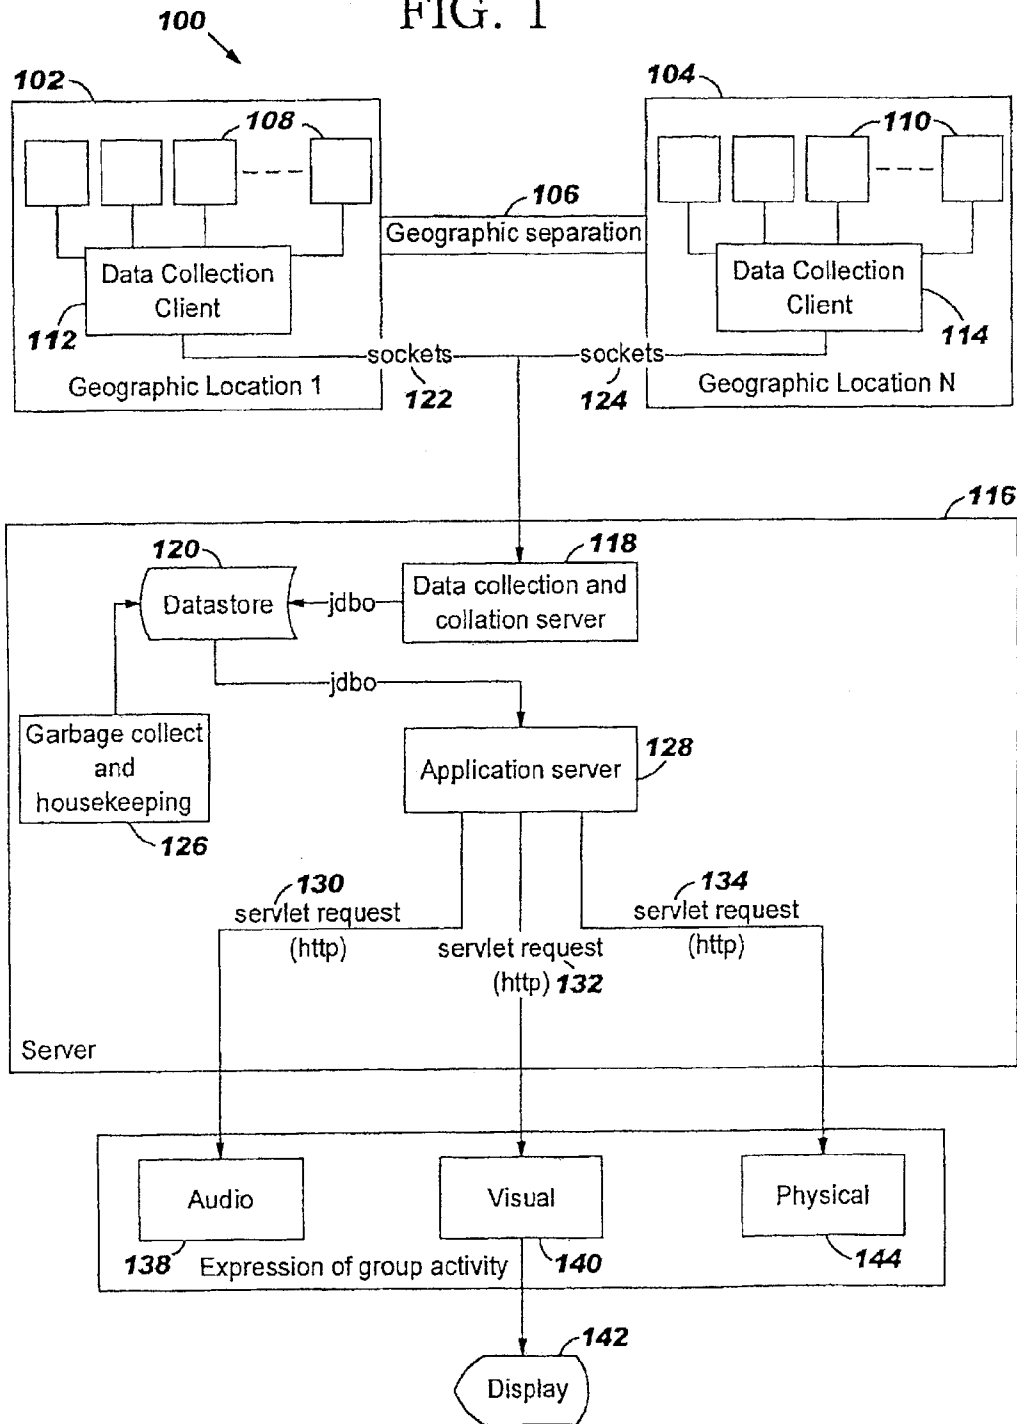 FIG. 1
100
102
104
108
110
106
Geographic separation
Data Collection
Client
Data Collection
Client
112
114
sockets
sockets
122
124
Geographic Location 1
Geographic Location N
116
120
118
Datastore
jdbo
Data collection and
collation server
jdbo
Garbage collect
and
housekeeping
126
Application server
128
130
servlet request
(http)
servlet request
(http) 132
134
servlet request
(http)
Server
Audio
Visual
Physical
138
Expression of group activity
140
144
142
Display